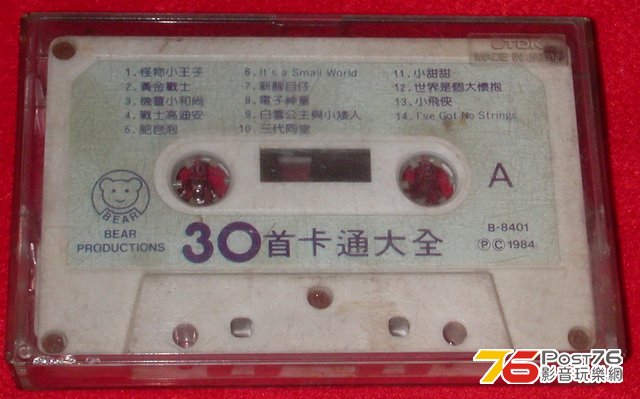 TDK
MADE IN JAPAN
1. 怪物小王子
2. 黃金戰士
3. 機靈小和尚
4. 戰士高迪安
5. 肥皂泡
6. It's a Small World
7. 新醒目仔
8. 電子神童
9. 白雪公主與小矮人
10. 三代同堂
11. 小甜甜
12. 世界是個大懷抱
13. 小飛俠
14. I've Got No Strings
A
BEAR
BEAR
PRODUCTIONS
30首卡通大全
B-8401
ⓅⒸ1984
76 Post76
影音玩樂網